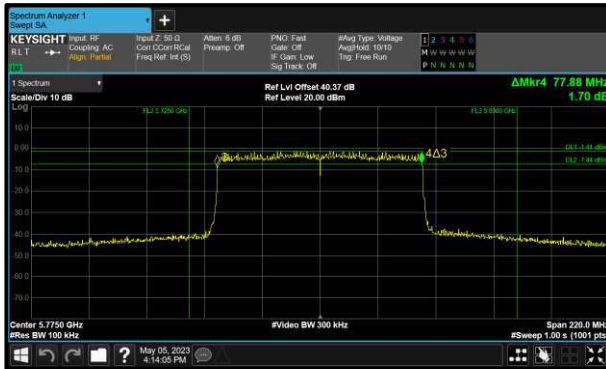 Spectrum Analyzer 1
Swept SA
+
KEYSIGHT
RLT
Input: RF
Coupling: AC
Align: Partial
Input Z: 50 Ω
Corr CCorr RCal
Freq Ref: Int (S)
Atten: 6 dB
Preamp: Off
PNO: Fast
Gate: Off
IF Gain: Low
Sig Track: Off
#Avg Type: Voltage
Avg|Hold: 10/10
Trig: Free Run
1 2 3 4 5 6
M W W W W W
P N N N N N
1 Spectrum
Scale/Div 10 dB
Log
Ref Lvl Offset 40.37 dB
Ref Level 20.00 dBm
ΔMkr4 77.88 MHz
1.70 dB
FL2 5.7250 GHz
10.0
0.00
-10.0
-20.0
-30.0
-40.0
-50.0
-60.0
-70.0
4Δ3
Center 5.7750 GHz
#Res BW 100 kHz
#Video BW 300 kHz
Span 220.0 MHz
#Sweep 1.00 s (1001 pts)
?
May 05, 2023
4:14:05 PM